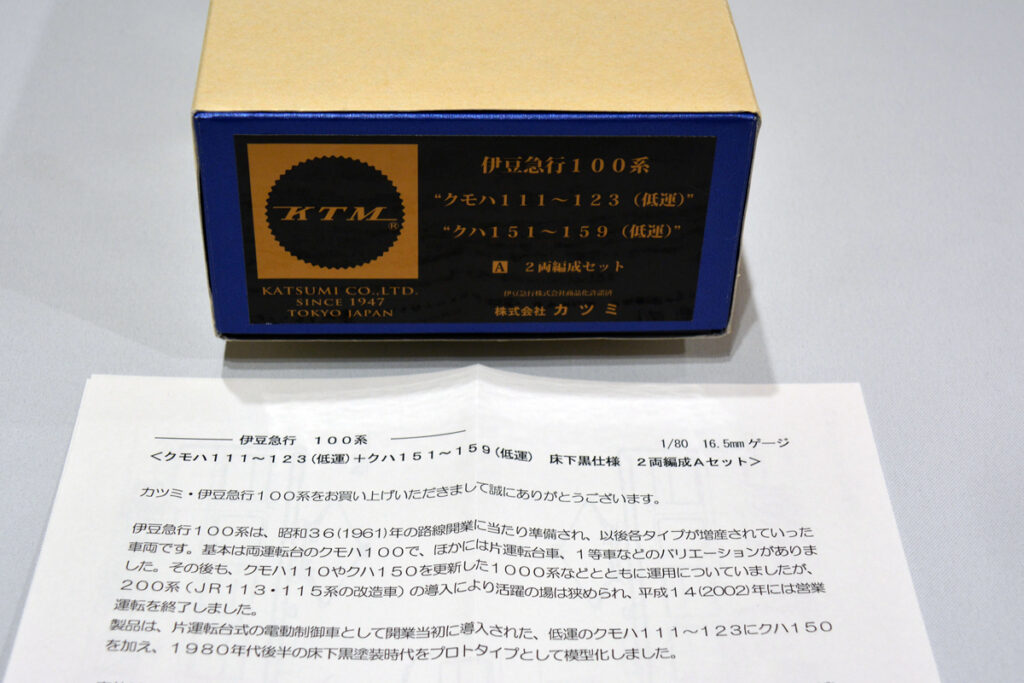 KTM®
KATSUMI CO.,LTD.
SINCE 1947
TOKYO JAPAN
伊豆急行１００系
“クモハ１１１～１２３（低運）”
“クハ１５１～１５９（低運）”
A ２両編成セット
伊豆急行株式会社商品化許諾済
株式会社 カツミ
伊豆急行　１００系
1/80　16.5mmゲージ
＜クモハ１１１～１２３(低運)＋クハ１５１～１５９(低運)　床下黒仕様　２両編成Ａセット＞
カツミ・伊豆急行１００系をお買い上げいただきまして誠にありがとうございます。
伊豆急行１００系は、昭和３６(1961)年の路線開業に当たり準備され、以後各タイプが増産されていった
車両です。基本は両運転台のクモハ１００で、ほかには片運転台車、１等車などのバリエーションがありま
した。その後も、クモハ１１０やクハ１５０を更新した１０００系などとともに運用についていましたが、
２００系（ＪＲ１１３・１１５系の改造車）の導入により活躍の場は狭められ、平成１４(2002)年には営業
運転を終了しました。
製品は、片運転台式の電動制御車として開業当初に導入された、低運のクモハ１１１～１２３にクハ１５０
を加え、１９８０年代後半の床下黒塗装時代をプロトタイプとして模型化しました。